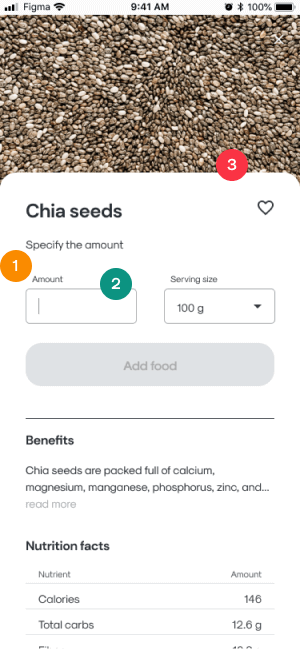 Figma 9:41 AM 100%
3
Chia seeds
Specify the amount
1
Amount 2 Serving size
100 g
Add food
Benefits
Chia seeds are packed full of calcium,
magnesium, manganese, phosphorus, zinc, and...
read more
Nutrition facts
Nutrient Amount
Calories 146
Total carbs 12.6 g